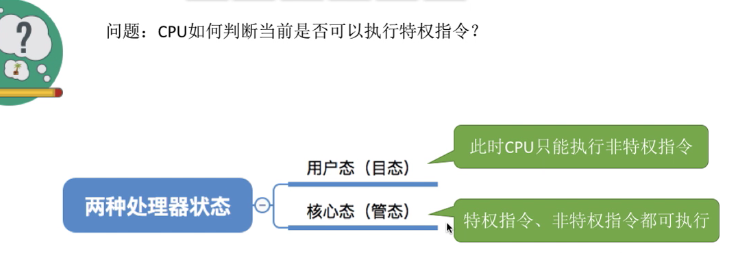 ?
问题：CPU如何判断当前是否可以执行特权指令？
此时CPU只能执行非特权指令
用户态（目态）
两种处理器状态
核心态（管态）
特权指令、非特权指令都可执行